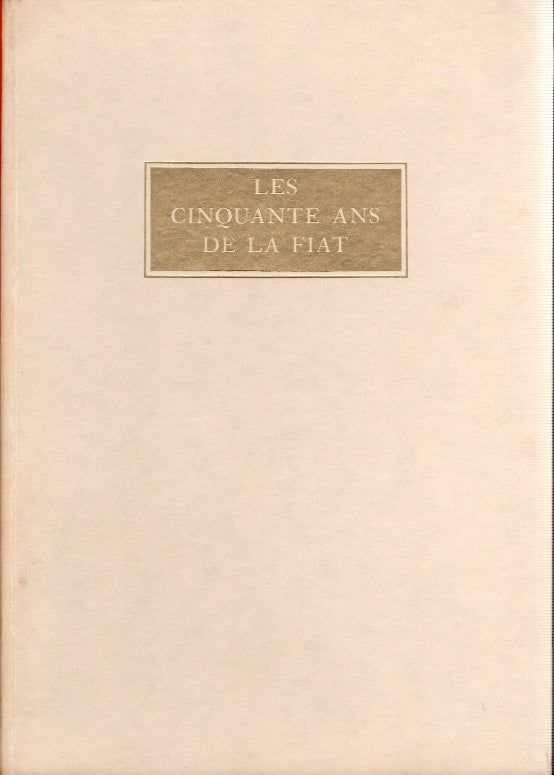 LES
CINQUANTE ANS
DE LA FIAT